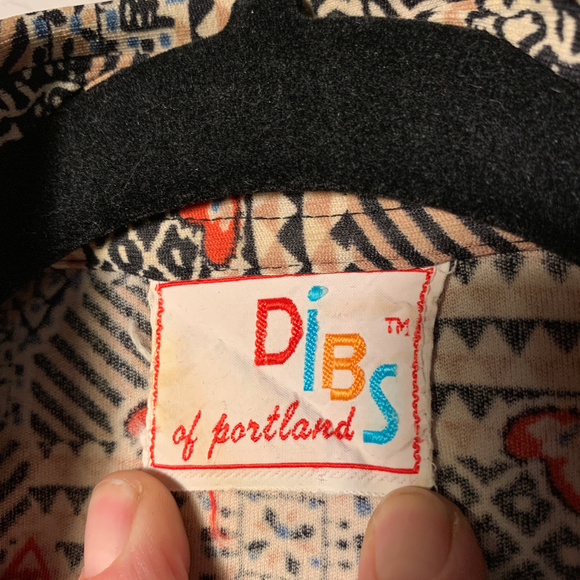 DiBS™
of portland